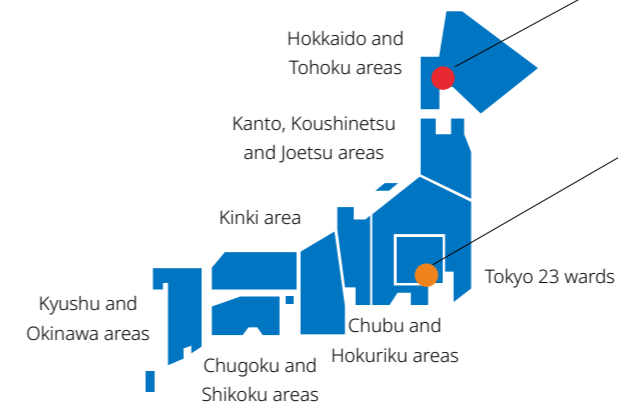 Hokkaido and
Tohoku areas
Kanto, Koushinetsu
and Joetsu areas
Kinki area
Tokyo 23 wards
Kyushu and
Okinawa areas
Chubu and
Hokuriku areas
Chugoku and
Shikoku areas